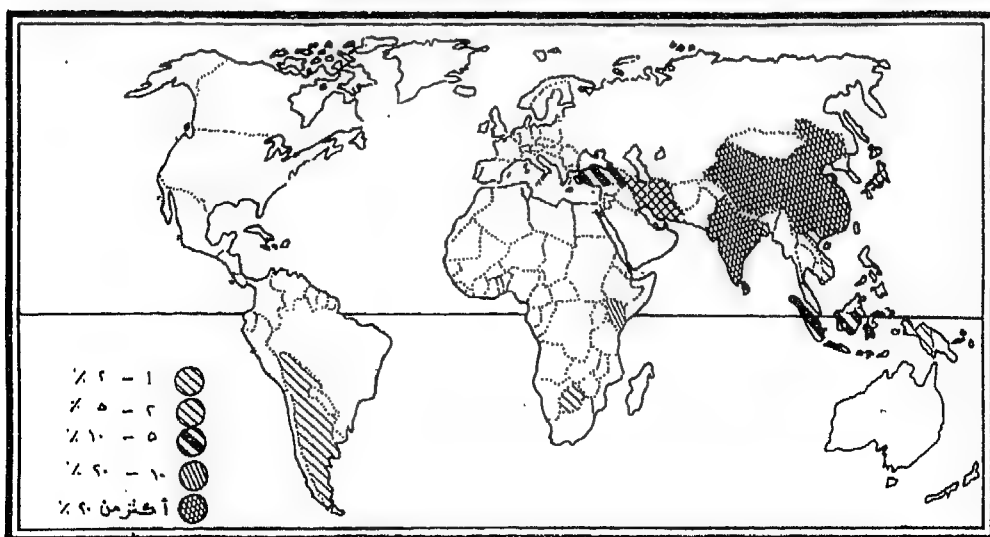 ١ – ٢ ٪
٢ – ٥ ٪
٥ – ١٠ ٪
١٠ – ٢٠ ٪
أكثر من ٢٠ ٪